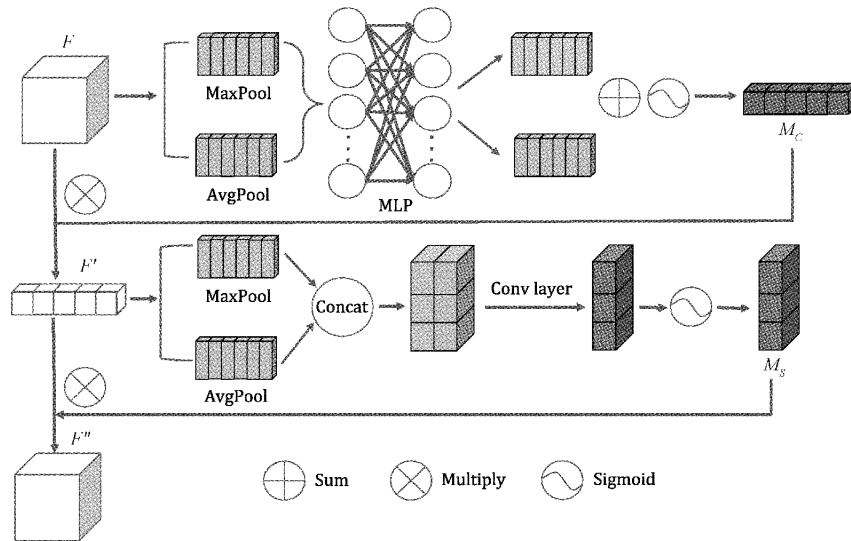 F
MaxPool
AvgPool
MLP
M_C
F'
MaxPool
AvgPool
Concat
Conv layer
M_S
F"
Sum
Multiply
Sigmoid